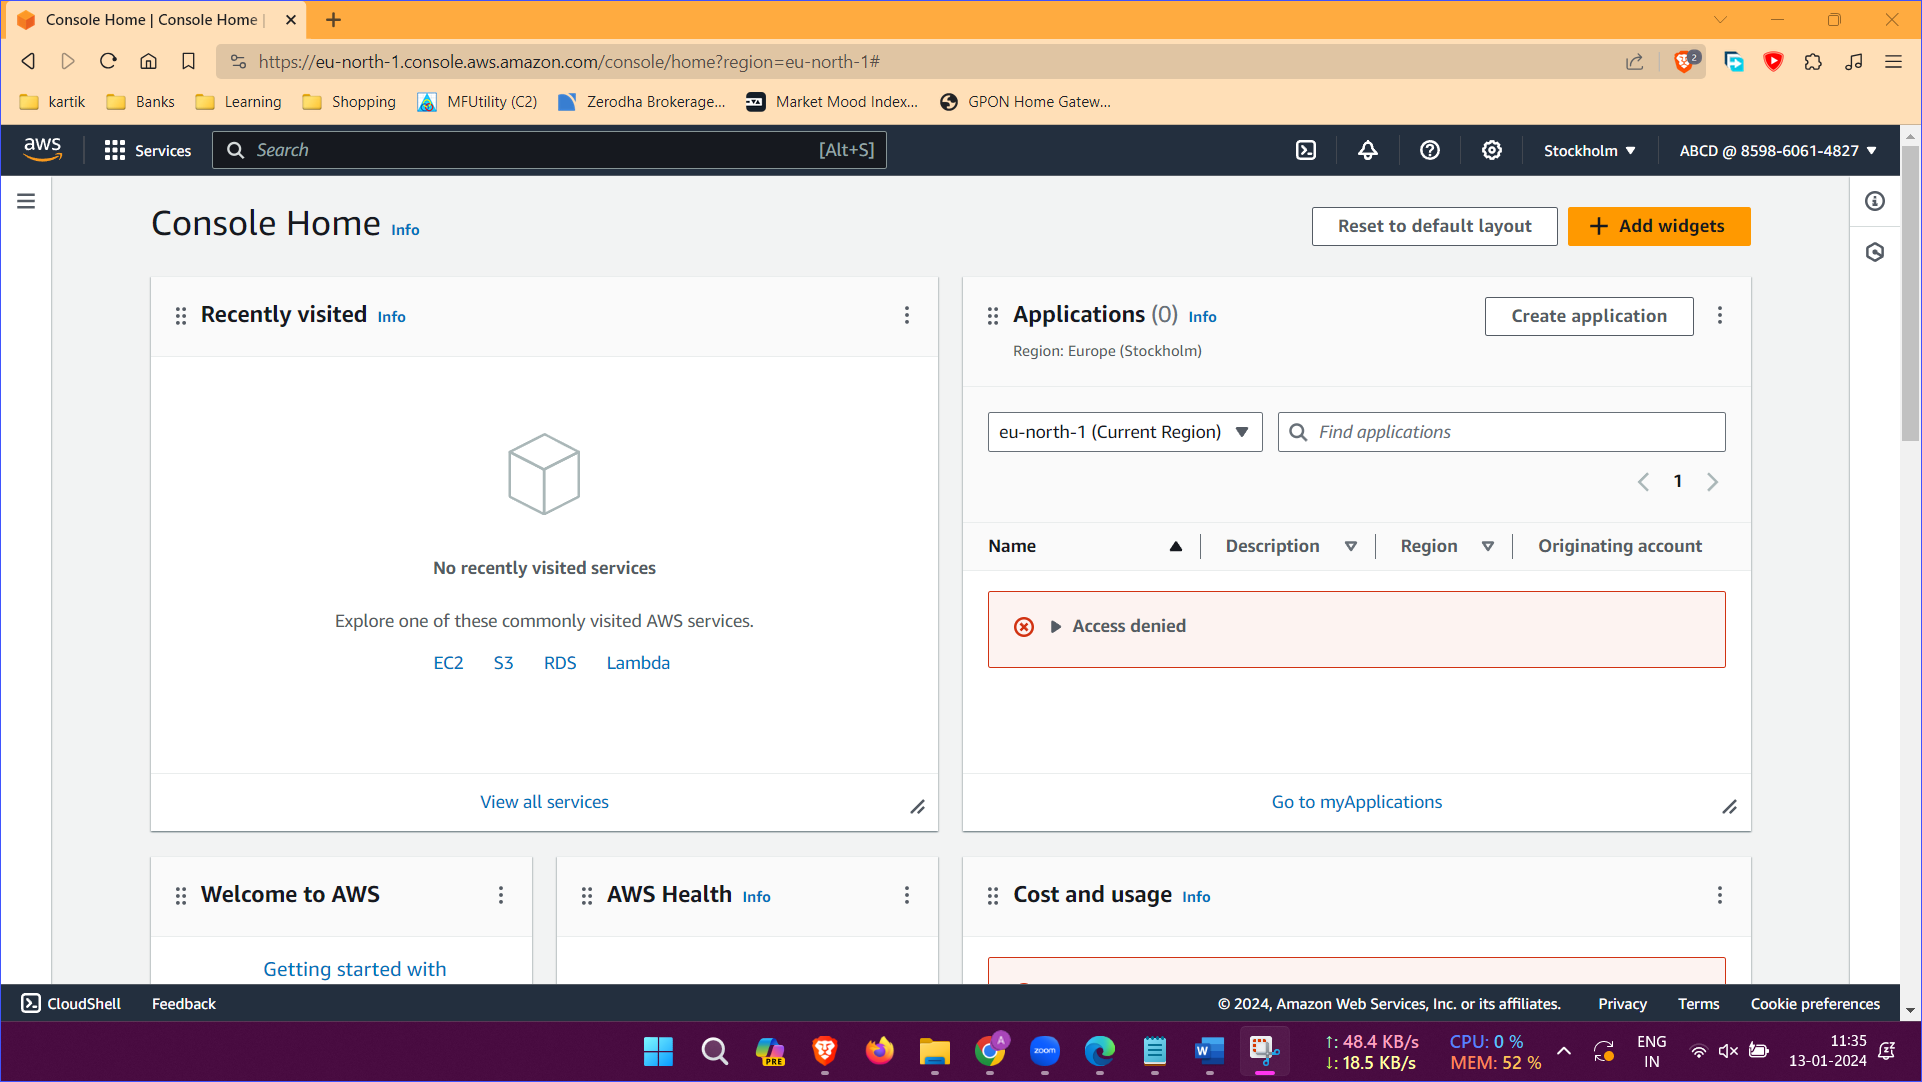 Console Home | Console Home |
https://eu-north-1.console.aws.amazon.com/console/home?region=eu-north-1#
2
kartik Banks Learning Shopping MFUtility (C2) Zerodha Brokerage... Market Mood Index... GPON Home Gatew...
aws Services Search [Alt+S] Stockholm ABCD @ 8598-6061-4827
Console Home Info
Reset to default layout
Add widgets
Recently visited Info
No recently visited services
Explore one of these commonly visited AWS services.
EC2 S3 RDS Lambda
View all services
Applications (0) Info
Create application
Region: Europe (Stockholm)
eu-north-1 (Current Region) Find applications
1
Name Description Region Originating account
Access denied
Go to myApplications
Welcome to AWS
Getting started with
AWS Health Info
Cost and usage Info
CloudShell Feedback © 2024, Amazon Web Services, Inc. or its affiliates. Privacy Terms Cookie preferences
PRE
A
zoom
W
↑: 48.4 KB/s
↓: 18.5 KB/s
CPU: 0 %
MEM: 52 %
ENG
IN
11:35
13-01-2024